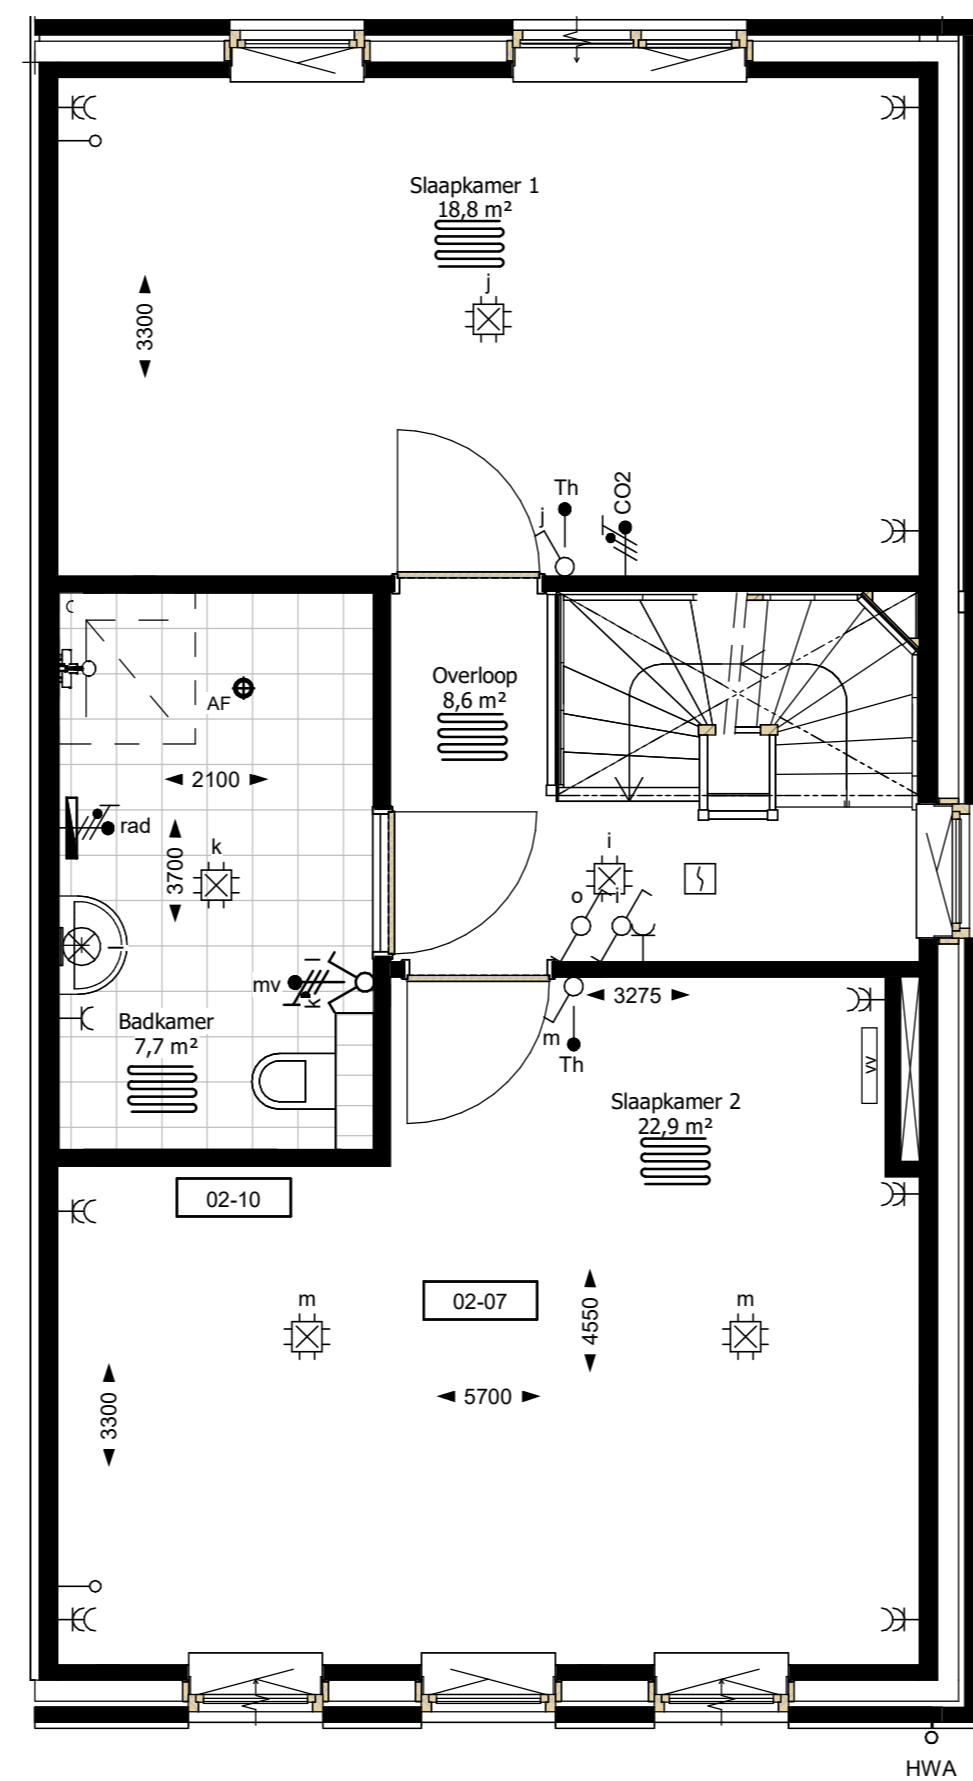 Slaapkamer 1
18,8 m²
j
3300
Th
CO2
j
Overloop
8,6 m²
AF
2100
rad
k
3700
i
o
i
mv
k
l
3275
m
Th
Badkamer
7,7 m²
vv
Slaapkamer 2
22,9 m²
02-10
02-07
m
m
4550
5700
3300
HWA